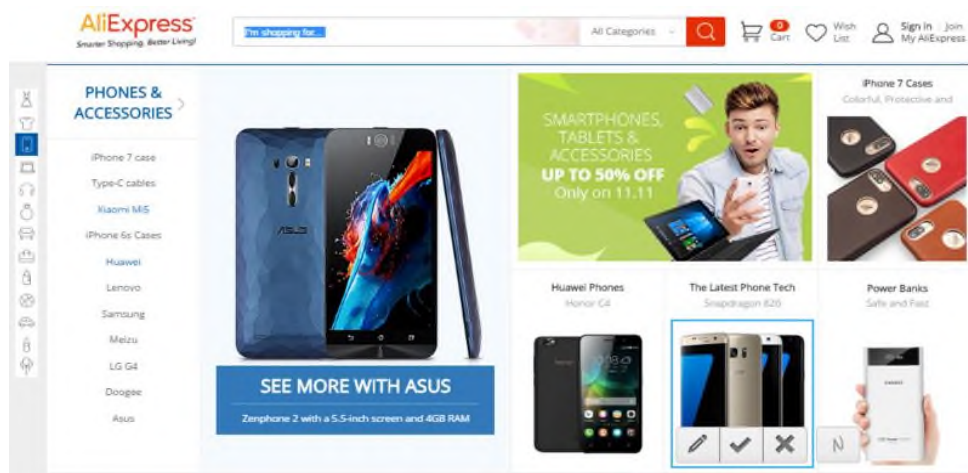 AliExpress
Smarter Shopping, Better Living!
I'm shopping for...
All Categories
0
Cart
Wish
List
Sign in | Join
My AliExpress
PHONES &
ACCESSORIES
iPhone 7 case
Type-C cables
Xiaomi Mi5
iPhone 6s Cases
Huawei
Lenovo
Samsung
Meizu
LG G4
Doogee
Asus
ASUS
SEE MORE WITH ASUS
Zenphone 2 with a 5.5-inch screen and 4GB RAM
SMARTPHONES,
TABLETS &
ACCESSORIES
UP TO 50% OFF
Only on 11.11
iPhone 7 Cases
Colorful, Protective and
Huawei Phones
Honor C4
The Latest Phone Tech
Snapdragon 820
Power Banks
Safe and Fast
N